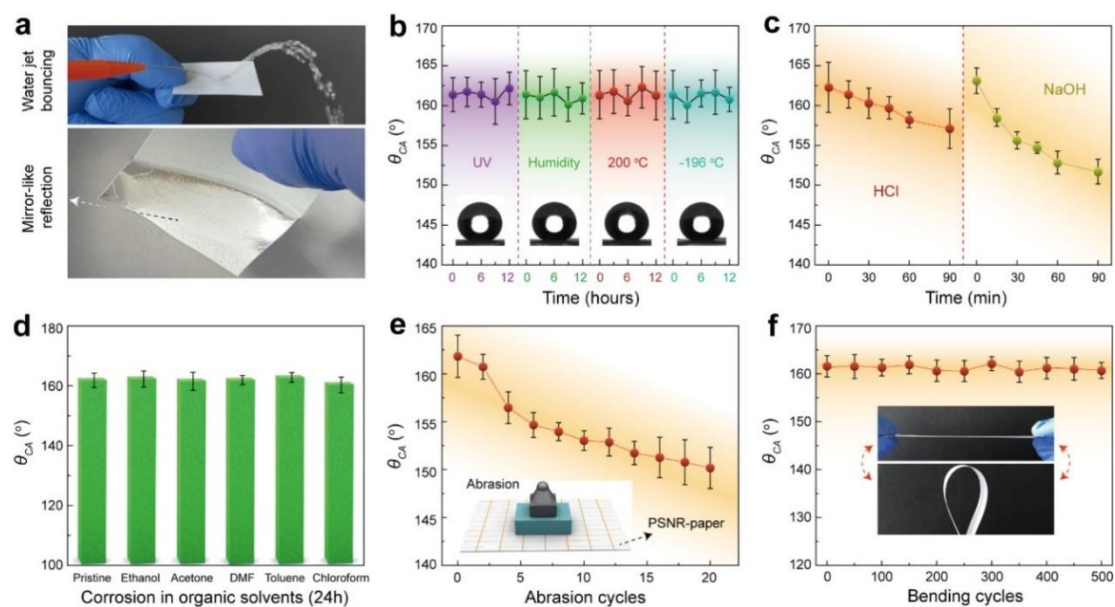 a
Water jet
bouncing
Mirror-like
reflection
b
θCA (°)
170
165
160
155
150
145
140
UV
Humidity
200 °C
-196 °C
0 6 12 0 6 12 0 6 12 0 6 12
Time (hours)
c
θCA (°)
170
165
160
155
150
145
140
HCl
NaOH
0 30 60 90 0 30 60 90
Time (min)
d
θCA (°)
180
160
140
120
100
Pristine Ethanol Acetone DMF Toluene Chloroform
Corrosion in organic solvents (24h)
e
θCA (°)
165
160
155
150
145
140
Abrasion
PSNR-paper
0 5 10 15 20
Abrasion cycles
f
θCA (°)
170
160
150
140
130
120
0 100 200 300 400 500
Bending cycles